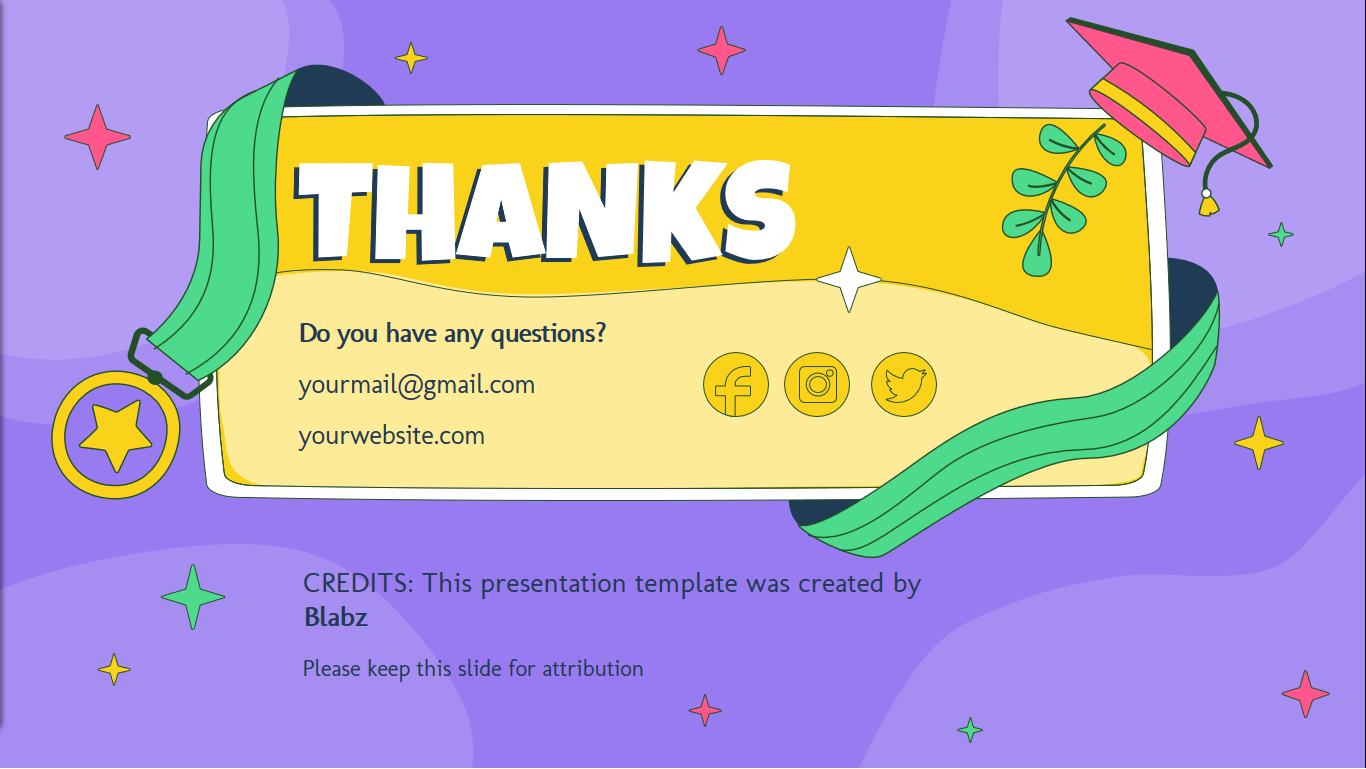 THANKS
Do you have any questions?
yourmail@gmail.com
yourwebsite.com
CREDITS: This presentation template was created by
Blabz
Please keep this slide for attribution